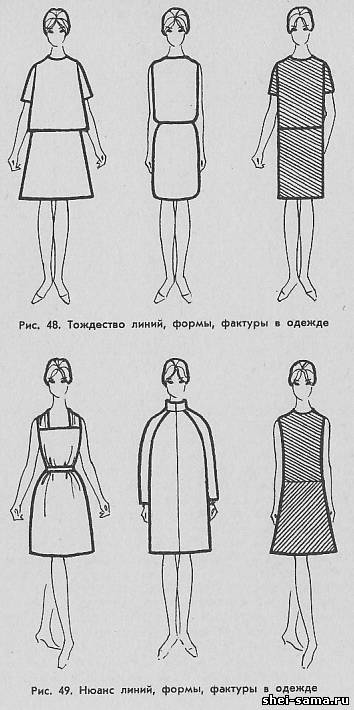 Рис. 48. Тождество линий, формы, фактуры в одежде
Рис. 49. Нюанс линий, формы, фактуры в одежде
shei-sama.ru